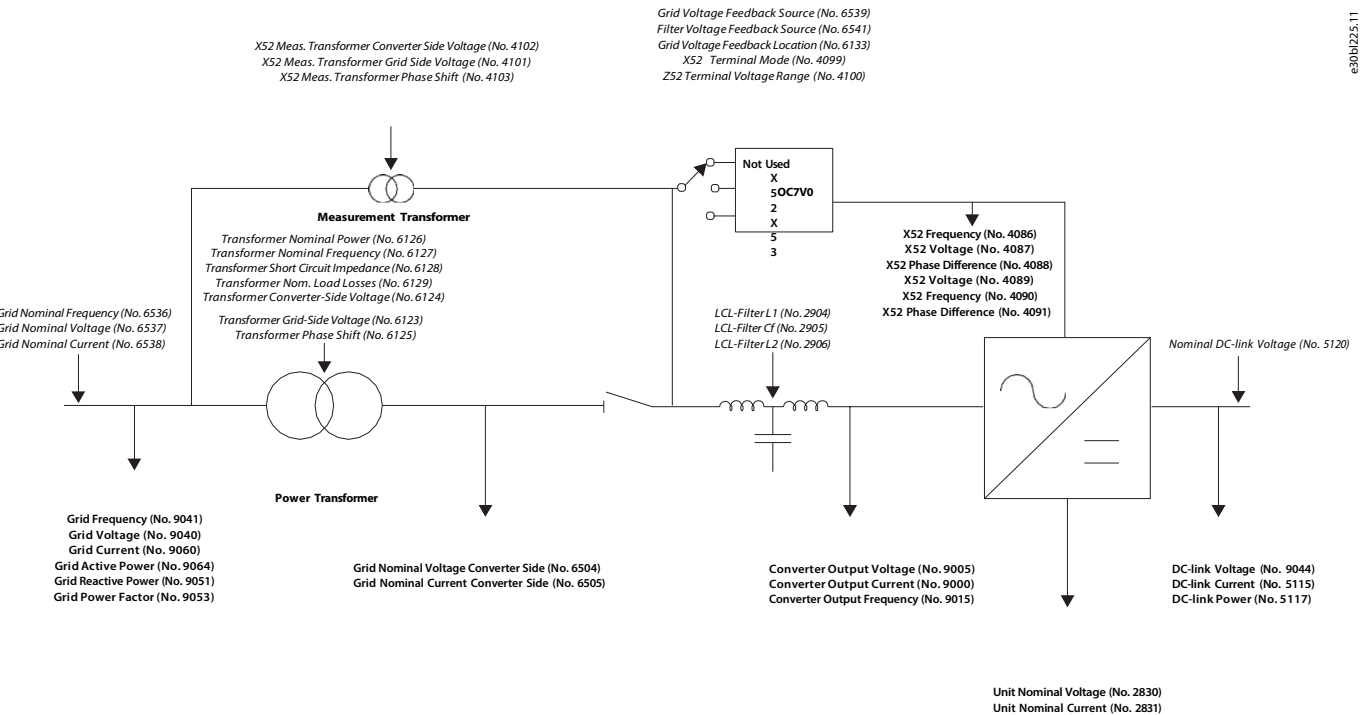 Grid Voltage Feedback Source (No. 6539)
Filter Voltage Feedback Source (No. 6541)
Grid Voltage Feedback Location (No. 6133)
X52 Terminal Mode (No. 4099)
Z52 Terminal Voltage Range (No. 4100)
e30bl225.11
X52 Meas. Transformer Converter Side Voltage (No. 4102)
X52 Meas. Transformer Grid Side Voltage (No. 4101)
X52 Meas. Transformer Phase Shift (No. 4103)
Not Used
X
5OC7V0
2
X
5
3
Measurement Transformer
Transformer Nominal Power (No. 6126)
Transformer Nominal Frequency (No. 6127)
Transformer Short Circuit Impedance (No. 6128)
Transformer Nom. Load Losses (No. 6129)
Transformer Converter-Side Voltage (No. 6124)
Transformer Grid-Side Voltage (No. 6123)
Transformer Phase Shift (No. 6125)
X52 Frequency (No. 4086)
X52 Voltage (No. 4087)
X52 Phase Difference (No. 4088)
X52 Voltage (No. 4089)
X52 Frequency (No. 4090)
X52 Phase Difference (No. 4091)
Grid Nominal Frequency (No. 6536)
Grid Nominal Voltage (No. 6537)
Grid Nominal Current (No. 6538)
LCL-Filter L1 (No. 2904)
LCL-Filter Cf (No. 2905)
LCL-Filter L2 (No. 2906)
Nominal DC-link Voltage (No. 5120)
Power Transformer
Grid Frequency (No. 9041)
Grid Voltage (No. 9040)
Grid Current (No. 9060)
Grid Active Power (No. 9064)
Grid Reactive Power (No. 9051)
Grid Power Factor (No. 9053)
Grid Nominal Voltage Converter Side (No. 6504)
Grid Nominal Current Converter Side (No. 6505)
Converter Output Voltage (No. 9005)
Converter Output Current (No. 9000)
Converter Output Frequency (No. 9015)
DC-link Voltage (No. 9044)
DC-link Current (No. 5115)
DC-link Power (No. 5117)
Unit Nominal Voltage (No. 2830)
Unit Nominal Current (No. 2831)